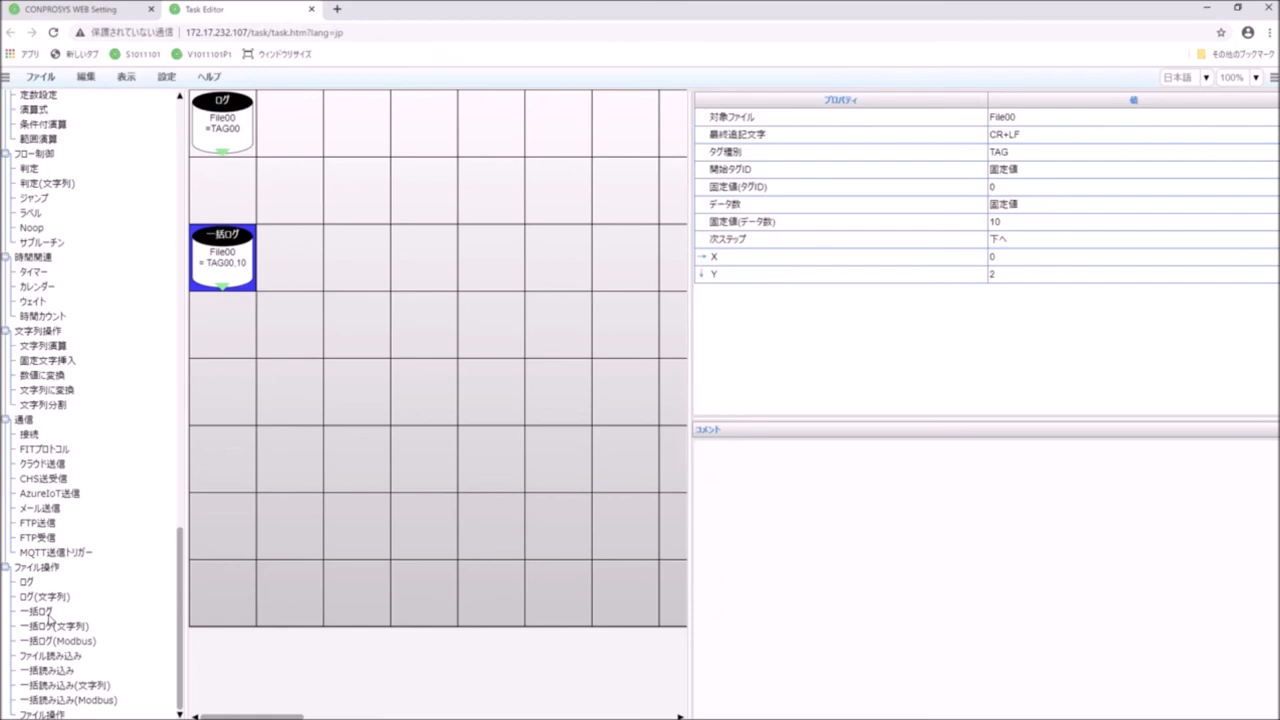 CONPROSYS WEB Setting
Task Editor
保護されていない通信 | 172.17.232.107/task/task.htm?lang=jp
アプリ 新しいタブ S1011101 V1011101P1 ウィンドウリサイズ その他のブックマーク
ファイル 編集 表示 設定 ヘルプ 日本語 100%
定数設定
演算式
条件付演算
範囲演算
フロー制御
判定
判定(文字列)
ジャンプ
ラベル
Noop
サブルーチン
時間関連
タイマー
カレンダー
ウェイト
時間カウント
文字列操作
文字列演算
固定文字挿入
数値に変換
文字列に変換
文字列分割
通信
接続
FITプロトコル
クラウド送信
CHS送受信
AzureIoT送信
メール送信
FTP送信
FTP受信
MQTT送信トリガー
ファイル操作
ログ
ログ(文字列)
一括ログ
一括ログ(文字列)
一括ログ(Modbus)
ファイル読み込み
一括読み込み
一括読み込み(文字列)
一括読み込み(Modbus)
ファイル操作
ログ
File00
=TAG00
一括ログ
File00
= TAG00,10
プロパティ 値
対象ファイル File00
最終追記文字 CR+LF
タグ種別 TAG
開始タグID 固定値
固定値(タグID) 0
データ数 固定値
固定値(データ数) 10
次ステップ 下へ
X 0
Y 2
コメント